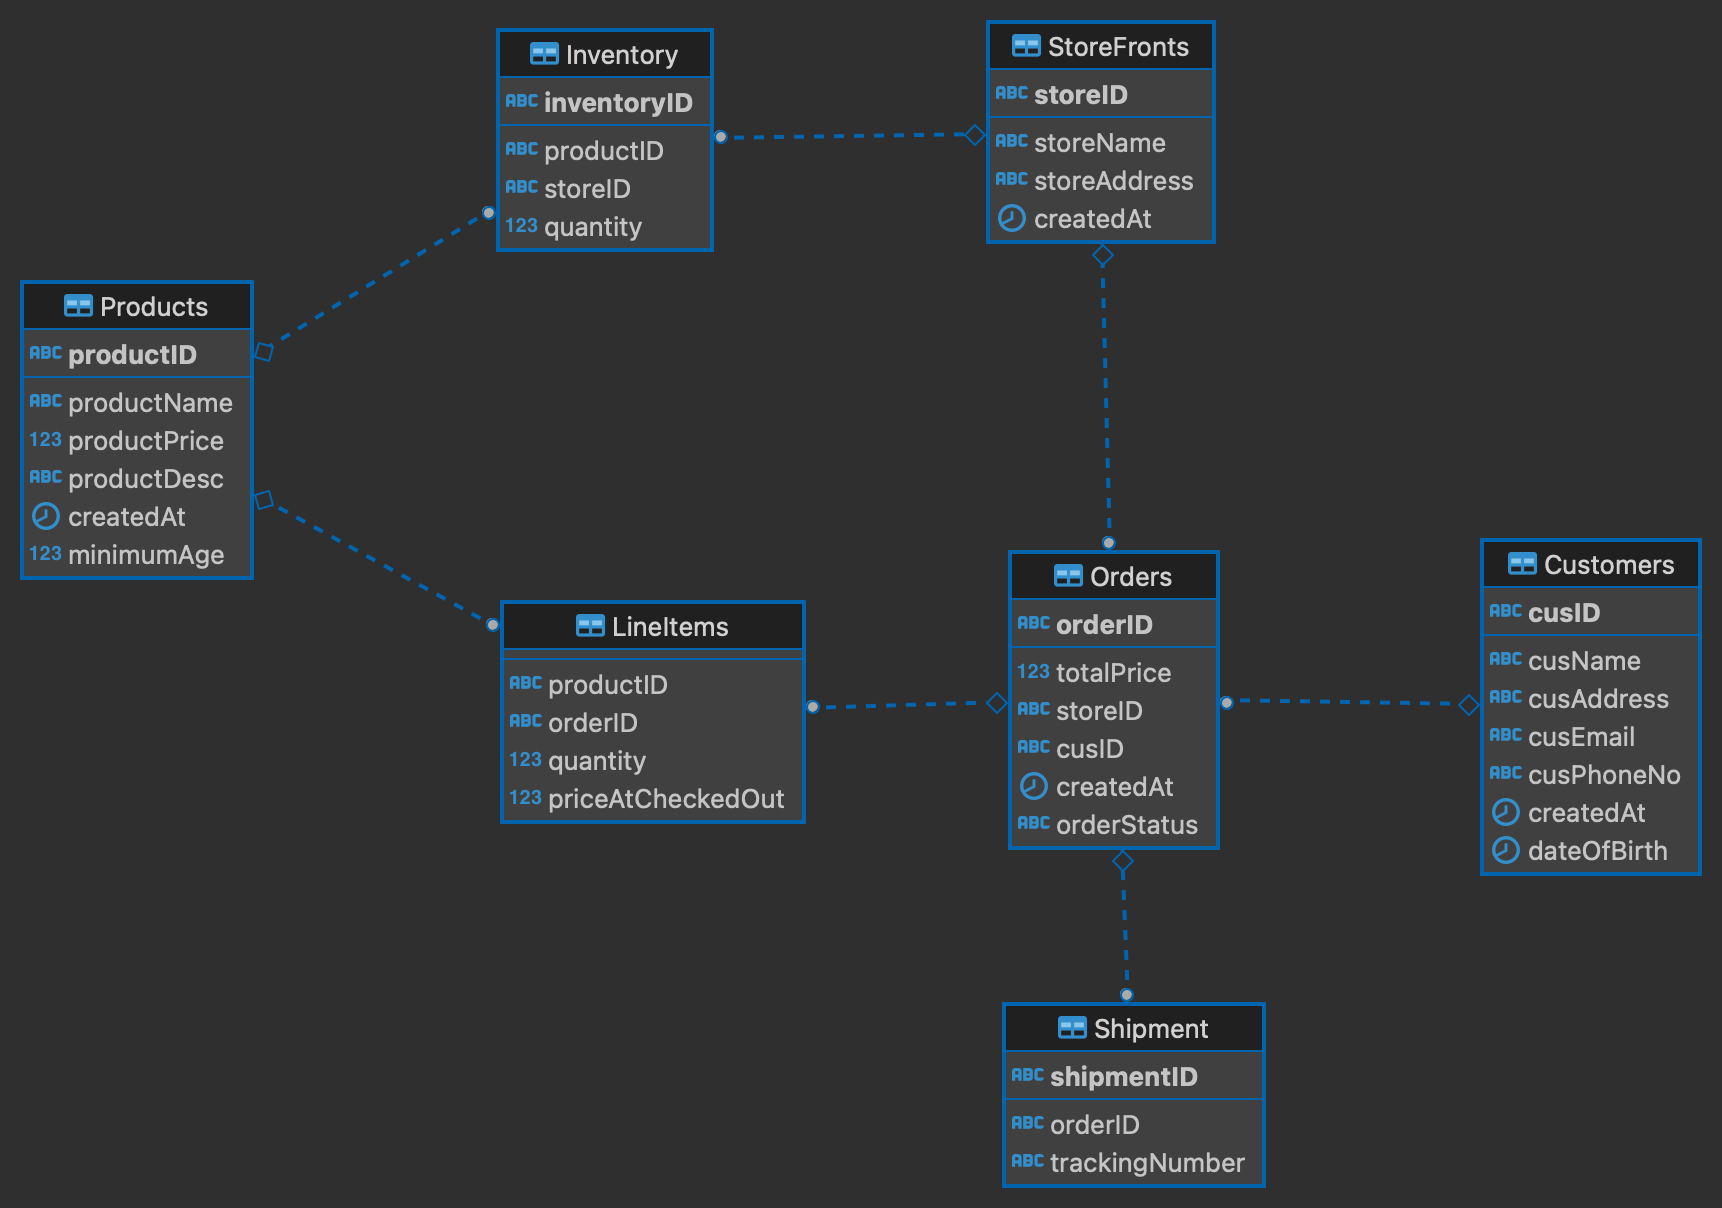 Inventory
ABC inventoryID
ABC productID
ABC storeID
123 quantity
StoreFronts
ABC storeID
ABC storeName
ABC storeAddress
createdAt
Products
ABC productID
ABC productName
123 productPrice
ABC productDesc
createdAt
123 minimumAge
LineItems
ABC productID
ABC orderID
123 quantity
123 priceAtCheckedOut
Orders
ABC orderID
123 totalPrice
ABC storeID
ABC cusID
createdAt
ABC orderStatus
Customers
ABC cusID
ABC cusName
ABC cusAddress
ABC cusEmail
ABC cusPhoneNo
createdAt
dateOfBirth
Shipment
ABC shipmentID
ABC orderID
ABC trackingNumber